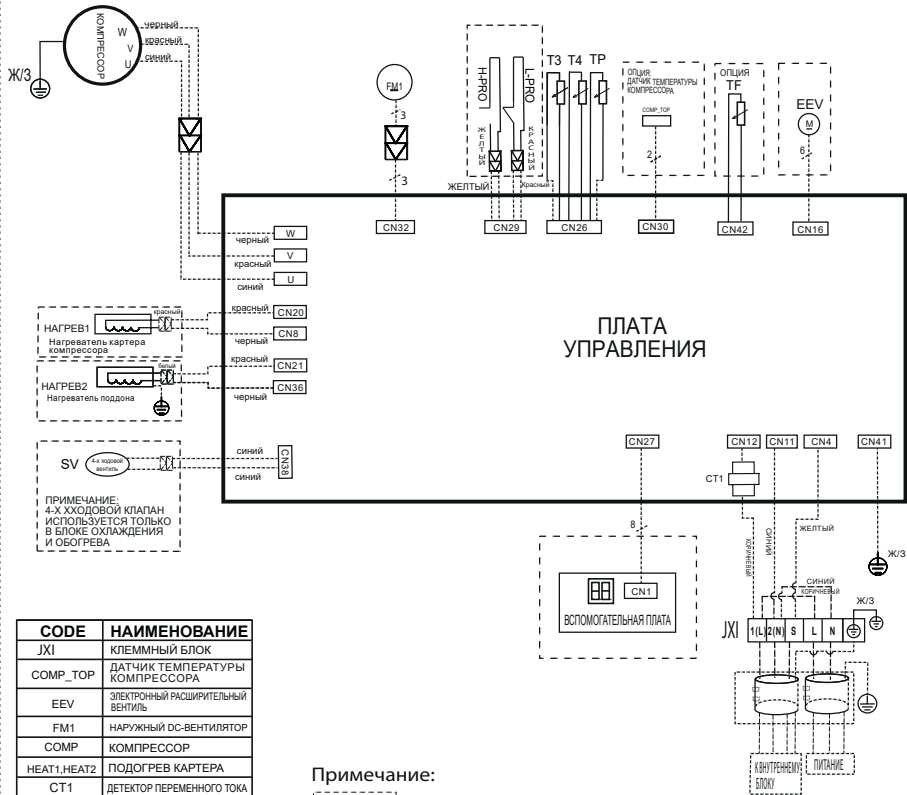 КОМПРЕССОР
W
V
U
черный
красный
синий
Ж/З
FM1
3
3
H-PRO
L-PRO
ЖЕЛТЫЙ
КРАСНЫЙ
T3 T4 TP
ОПЦИЯ:
ДАТЧИК ТЕМПЕРАТУРЫ
КОМПРЕССОРА
COMP_TOP
2
ОПЦИЯ
TF
EEV
M
6
ЖЕЛТЫЙ
Красный
CN32
CN29
CN26
CN30
CN42
CN16
W
черный
V
красный
U
синий
НАГРЕВ1
красный
Нагреватель картера
компрессора
красный
CN20
CN8
черный
НАГРЕВ2
белый
Нагреватель поддона
красный
CN21
CN36
черный
SV
4-х ходовой
вентиль
синий
CN38
синий
ПРИМЕЧАНИЕ:
4-Х ХХОДОВОЙ КЛАПАН
ИСПОЛЬЗУЕТСЯ ТОЛЬКО
В БЛОКЕ ОХЛАЖДЕНИЯ
И ОБОГРЕВА
ПЛАТА
УПРАВЛЕНИЯ
CN27
CN12
CN11
CN4
CN41
CT1
8
CN1
ВСПОМОГАТЕЛЬНАЯ ПЛАТА
КОРИЧНЕВЫЙ
СИНИЙ
ЖЕЛТЫЙ
Ж/З
СИНИЙ
КОРИЧНЕВЫЙ
Ж/З
JXI
1(L) 2(N) S L N
К ВНУТРЕННЕМУ
БЛОКУ
ПИТАНИЕ
CODE НАИМЕНОВАНИЕ
JXI КЛЕММНЫЙ БЛОК
COMP_TOP ДАТЧИК ТЕМПЕРАТУРЫ
КОМПРЕССОРА
EEV ЭЛЕКТРОННЫЙ РАСШИРИТЕЛЬНЫЙ
ВЕНТИЛЬ
FM1 НАРУЖНЫЙ DC-ВЕНТИЛЯТОР
COMP КОМПРЕССОР
HEAT1,HEAT2 ПОДОГРЕВ КАРТЕРА
CT1 ДЕТЕКТОР ПЕРЕМЕННОГО ТОКА
Примечание: